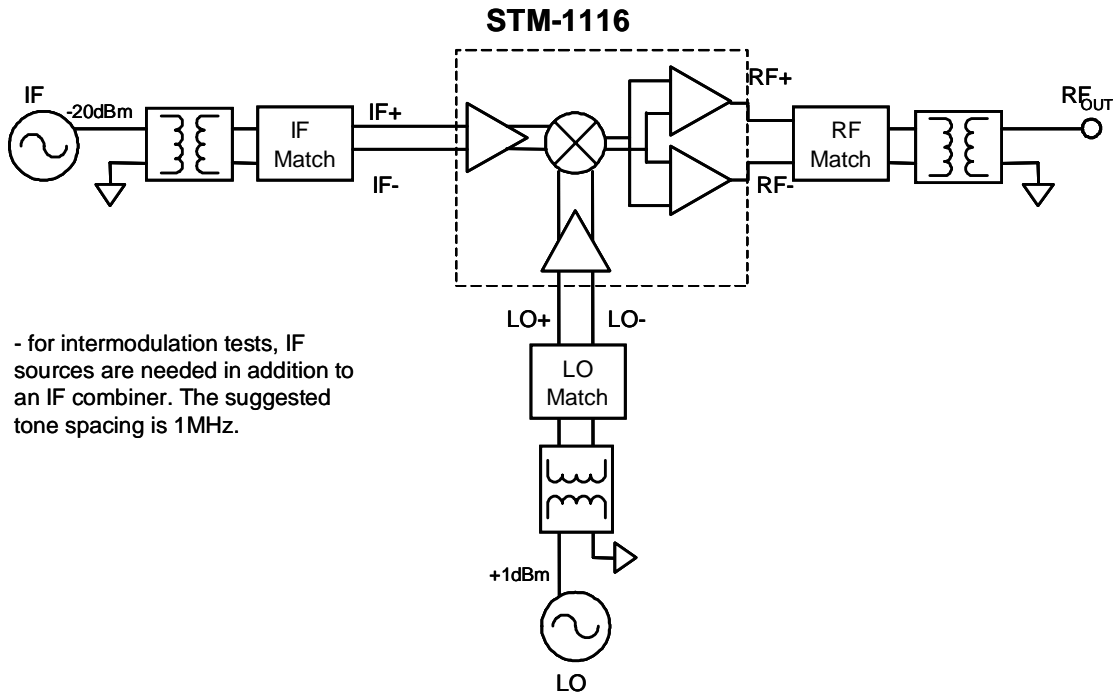 STM-1116
IF
-20dBm
IF
Match
IF+
IF-
RF+
RF-
RF
Match
RFOUT
LO+
LO-
- for intermodulation tests, IF
sources are needed in addition to
an IF combiner. The suggested
tone spacing is 1MHz.
LO
Match
+1dBm
LO